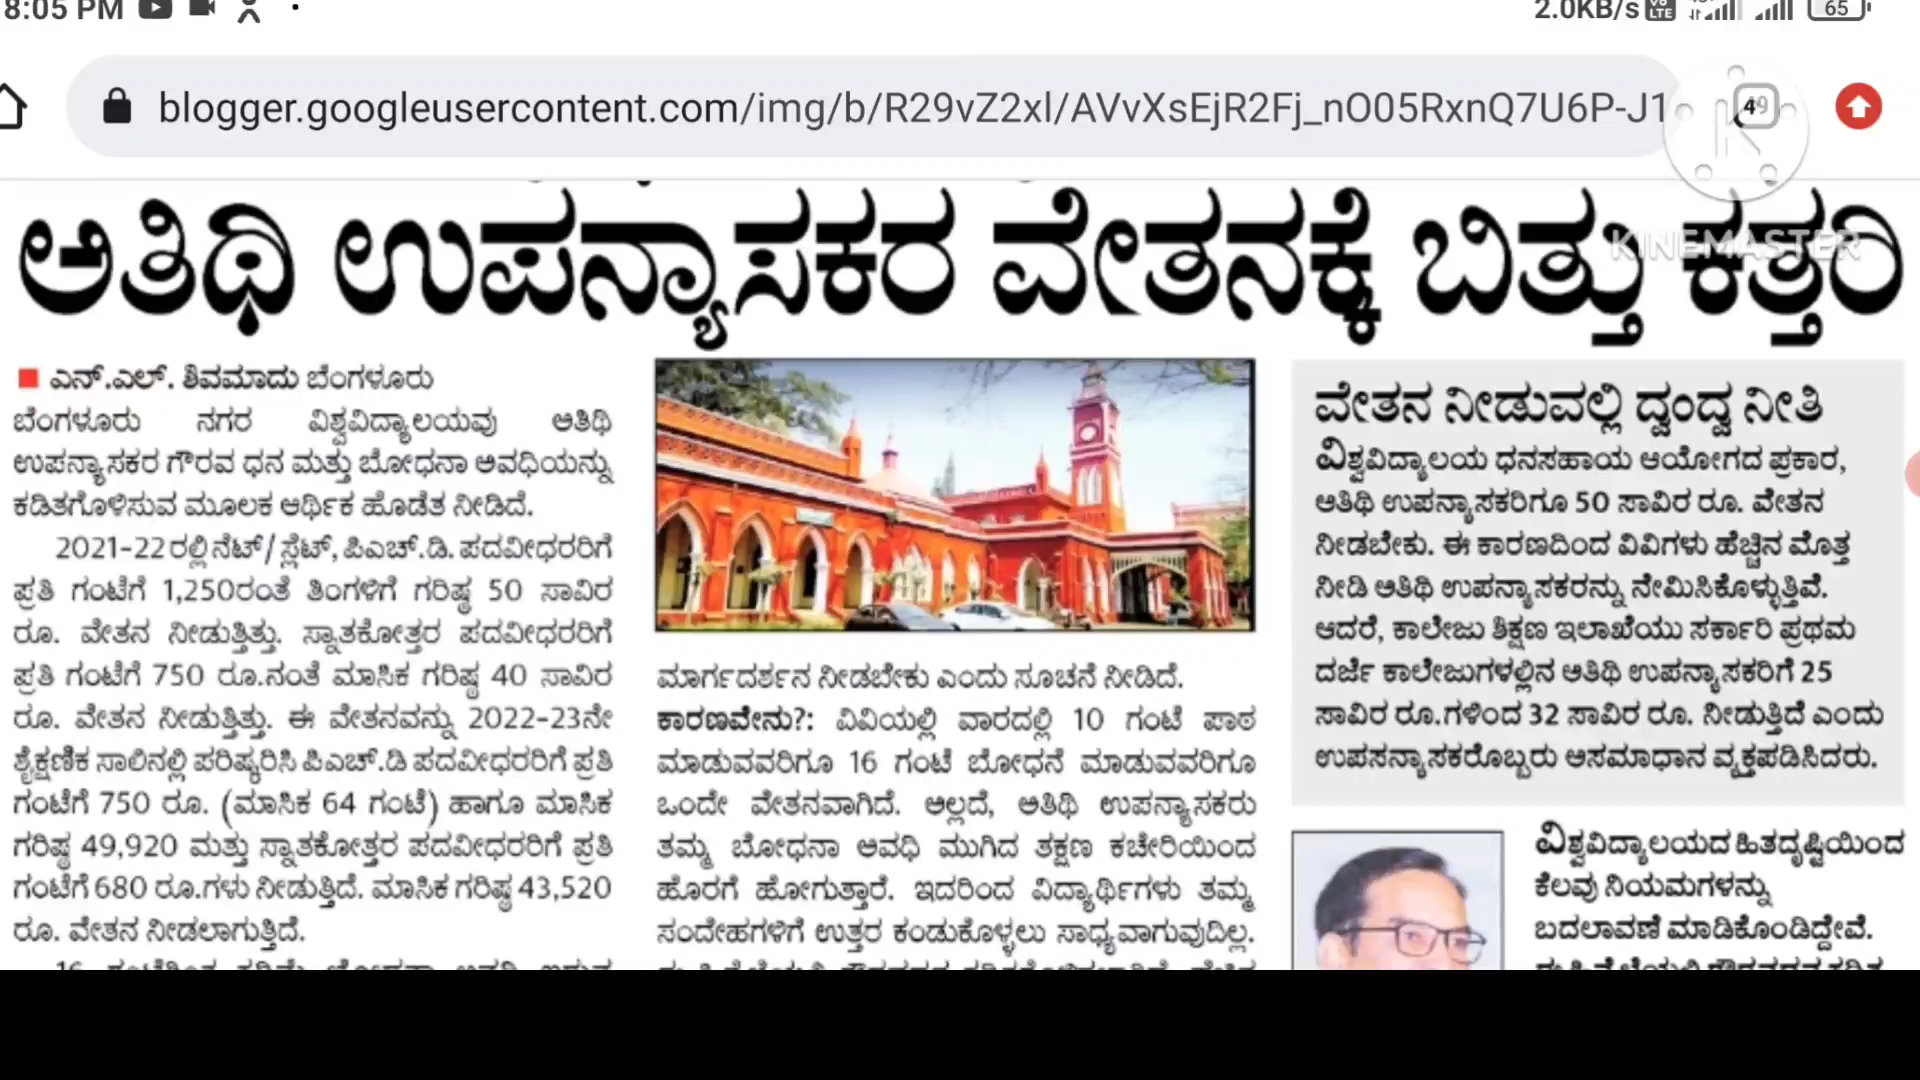 8:05 PM
2.0KB/s
65
blogger.googleusercontent.com/img/b/R29vZ2xl/AVvXsEjR2Fj_nO05RxnQ7U6P-J1
49
KINEMASTER
ಅತಿಥಿ ಉಪನ್ಯಾಸಕರ ವೇತನಕ್ಕೆ ಬಿತ್ತು ಕತ್ತರಿ
ಎನ್.ಎಲ್. ಶಿವಮಾದು ಬೆಂಗಳೂರು
ಬೆಂಗಳೂರು ನಗರ ವಿಶ್ವವಿದ್ಯಾಲಯವು ಅತಿಥಿ
ಉಪನ್ಯಾಸಕರ ಗೌರವ ಧನ ಮತ್ತು ಬೋಧನಾ ಅವಧಿಯನ್ನು
ಕಡಿತಗೊಳಿಸುವ ಮೂಲಕ ಆರ್ಥಿಕ ಹೊಡೆತ ನೀಡಿದೆ.
2021-22ರಲ್ಲಿ ನೆಟ್/ ಸ್ಲೆಟ್, ಪಿಎಚ್.ಡಿ. ಪದವೀಧರರಿಗೆ
ಪ್ರತಿ ಗಂಟೆಗೆ 1,250ರಂತೆ ತಿಂಗಳಿಗೆ ಗರಿಷ್ಠ 50 ಸಾವಿರ
ರೂ. ವೇತನ ನೀಡುತ್ತಿತ್ತು. ಸ್ನಾತಕೋತ್ತರ ಪದವೀಧರರಿಗೆ
ಪ್ರತಿ ಗಂಟೆಗೆ 750 ರೂ.ನಂತೆ ಮಾಸಿಕ ಗರಿಷ್ಠ 40 ಸಾವಿರ
ರೂ. ವೇತನ ನೀಡುತ್ತಿತ್ತು. ಈ ವೇತನವನ್ನು 2022-23ನೇ
ಶೈಕ್ಷಣಿಕ ಸಾಲಿನಲ್ಲಿ ಪರಿಷ್ಕರಿಸಿ ಪಿಎಚ್.ಡಿ ಪದವೀಧರರಿಗೆ ಪ್ರತಿ
ಗಂಟೆಗೆ 750 ರೂ. (ಮಾಸಿಕ 64 ಗಂಟೆ) ಹಾಗೂ ಮಾಸಿಕ
ಗರಿಷ್ಠ 49,920 ಮತ್ತು ಸ್ನಾತಕೋತ್ತರ ಪದವೀಧರರಿಗೆ ಪ್ರತಿ
ಗಂಟೆಗೆ 680 ರೂ.ಗಳು ನೀಡುತ್ತಿದೆ. ಮಾಸಿಕ ಗರಿಷ್ಠ 43,520
ರೂ. ವೇತನ ನೀಡಲಾಗುತ್ತಿದೆ.
ಮಾರ್ಗದರ್ಶನ ನೀಡಬೇಕು ಎಂದು ಸೂಚನೆ ನೀಡಿದೆ.
ಕಾರಣವೇನು?: ವಿವಿಯಲ್ಲಿ ವಾರದಲ್ಲಿ 10 ಗಂಟೆ ಪಾಠ
ಮಾಡುವವರಿಗೂ 16 ಗಂಟೆ ಬೋಧನೆ ಮಾಡುವವರಿಗೂ
ಒಂದೇ ವೇತನವಾಗಿದೆ. ಅಲ್ಲದೆ, ಅತಿಥಿ ಉಪನ್ಯಾಸಕರು
ತಮ್ಮ ಬೋಧನಾ ಅವಧಿ ಮುಗಿದ ತಕ್ಷಣ ಕಚೇರಿಯಿಂದ
ಹೊರಗೆ ಹೋಗುತ್ತಾರೆ. ಇದರಿಂದ ವಿದ್ಯಾರ್ಥಿಗಳು ತಮ್ಮ
ಸಂದೇಹಗಳಿಗೆ ಉತ್ತರ ಕಂಡುಕೊಳ್ಳಲು ಸಾಧ್ಯವಾಗುವುದಿಲ್ಲ.
ವೇತನ ನೀಡುವಲ್ಲಿ ದ್ವಂದ್ವ ನೀತಿ
ವಿಶ್ವವಿದ್ಯಾಲಯ ಧನಸಹಾಯ ಆಯೋಗದ ಪ್ರಕಾರ,
ಅತಿಥಿ ಉಪನ್ಯಾಸಕರಿಗೂ 50 ಸಾವಿರ ರೂ. ವೇತನ
ನೀಡಬೇಕು. ಈ ಕಾರಣದಿಂದ ವಿವಿಗಳು ಹೆಚ್ಚಿನ ಮೊತ್ತ
ನೀಡಿ ಅತಿಥಿ ಉಪನ್ಯಾಸಕರನ್ನು ನೇಮಿಸಿಕೊಳ್ಳುತ್ತಿವೆ.
ಆದರೆ, ಕಾಲೇಜು ಶಿಕ್ಷಣ ಇಲಾಖೆಯು ಸರ್ಕಾರಿ ಪ್ರಥಮ
ದರ್ಜೆ ಕಾಲೇಜುಗಳಲ್ಲಿನ ಅತಿಥಿ ಉಪನ್ಯಾಸಕರಿಗೆ 25
ಸಾವಿರ ರೂ.ಗಳಿಂದ 32 ಸಾವಿರ ರೂ. ನೀಡುತ್ತಿದೆ ಎಂದು
ಉಪಸನ್ಯಾಸಕರೊಬ್ಬರು ಅಸಮಾಧಾನ ವ್ಯಕ್ತಪಡಿಸಿದರು.
ವಿಶ್ವವಿದ್ಯಾಲಯದ ಹಿತದೃಷ್ಟಿಯಿಂದ
ಕೆಲವು ನಿಯಮಗಳನ್ನು
ಬದಲಾವಣೆ ಮಾಡಿಕೊಂಡಿದ್ದೇವೆ.